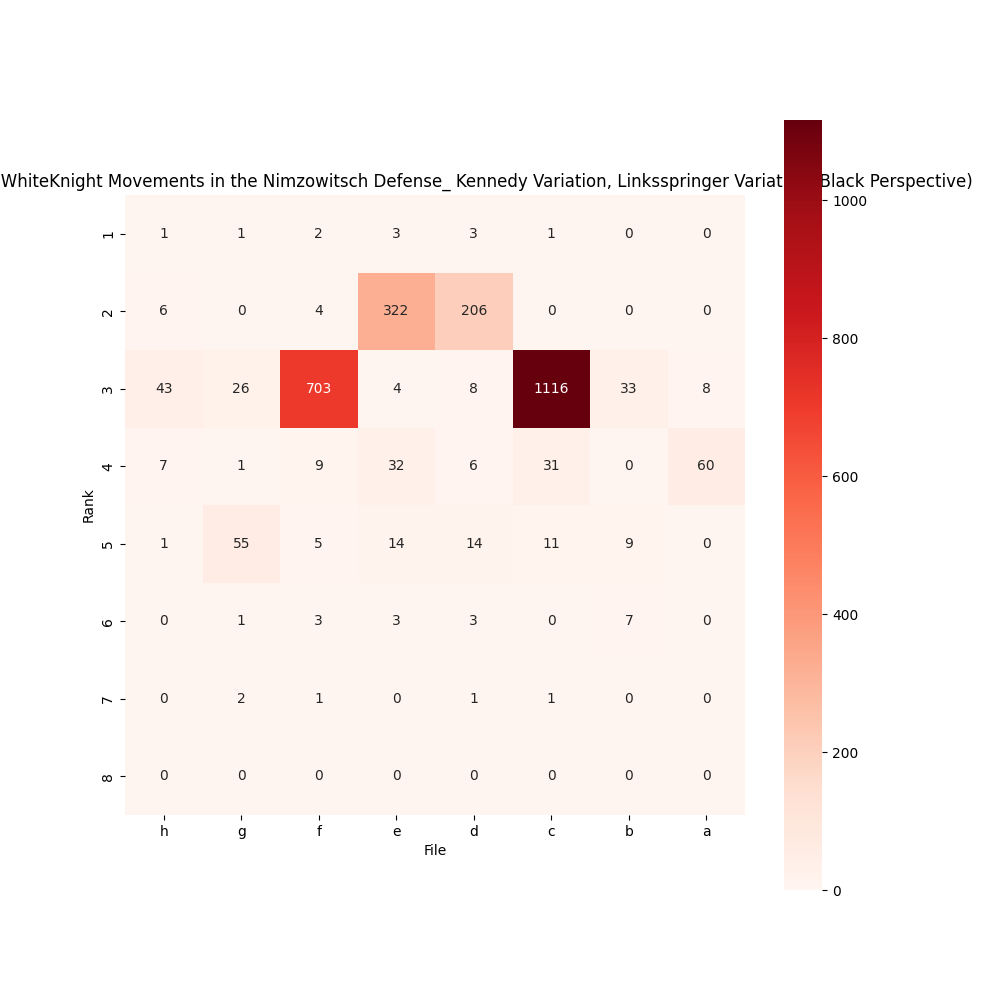 WhiteKnight Movements in the Nimzowitsch Defense_ Kennedy Variation, Linksspringer Variat Black Perspective)
1 1 1 2 3 3 1 0 0
2 6 0 4 322 206 0 0 0
3 43 26 703 4 8 1116 33 8
4 7 1 9 32 6 31 0 60
5 1 55 5 14 14 11 9 0
6 0 1 3 3 3 0 7 0
7 0 2 1 0 1 1 0 0
8 0 0 0 0 0 0 0 0
h g f e d c b a
File
Rank
1000
800
600
400
200
0